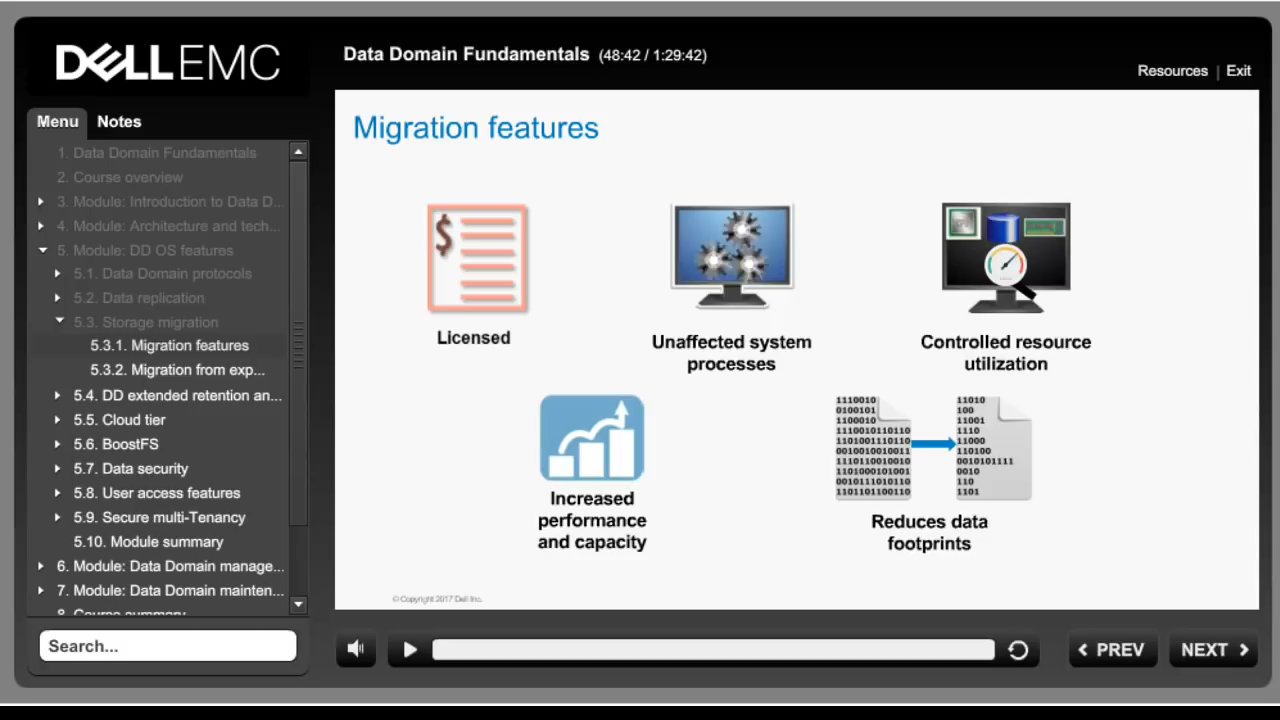 DELLEMC
Data Domain Fundamentals (48:42 / 1:29:42)
Resources | Exit
Menu Notes
1. Data Domain Fundamentals
2. Course overview
3. Module: Introduction to Data D...
4. Module: Architecture and tech...
5. Module: DD OS features
5.1. Data Domain protocols
5.2. Data replication
5.3. Storage migration
5.3.1. Migration features
5.3.2. Migration from exp...
5.4. DD extended retention an...
5.5. Cloud tier
5.6. BoostFS
5.7. Data security
5.8. User access features
5.9. Secure multi-Tenancy
5.10. Module summary
6. Module: Data Domain manage...
7. Module: Data Domain mainten...
8. Course summary
Search...
Migration features
$
Licensed
Unaffected system
processes
Controlled resource
utilization
Increased
performance
and capacity
1110010
0100101
1100010
1110010110110
1101001110110
0010010010011
1110110010010
1101000101001
0010111010110
1101101100110
11010
100
11001
1110
11000
110100
0010101111
0010
110
1101
Reduces data
footprints
© Copyright 2017 Dell Inc.
PREV
NEXT